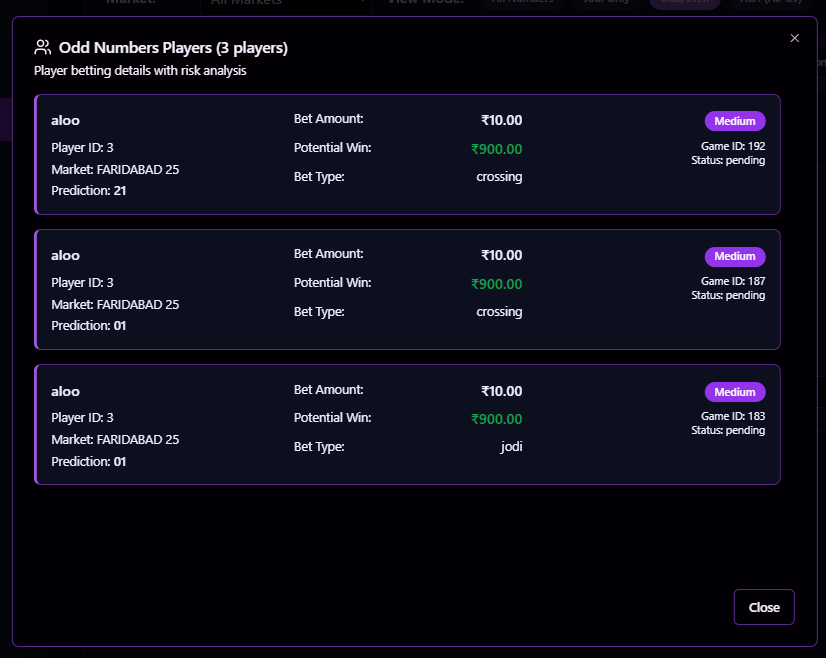 Market:
All Markets
View Mode:
All Numbers
Jodi Only
Odd/Even
Odd Numbers Players (3 players)
Player betting details with risk analysis
aloo
Bet Amount:
₹10.00
Medium
Player ID: 3
Potential Win:
₹900.00
Game ID: 192
Market: FARIDABAD 25
Bet Type:
crossing
Status: pending
Prediction: 21
aloo
Bet Amount:
₹10.00
Medium
Player ID: 3
Potential Win:
₹900.00
Game ID: 187
Market: FARIDABAD 25
Bet Type:
crossing
Status: pending
Prediction: 01
aloo
Bet Amount:
₹10.00
Medium
Player ID: 3
Potential Win:
₹900.00
Game ID: 183
Market: FARIDABAD 25
Bet Type:
jodi
Status: pending
Prediction: 01
Close